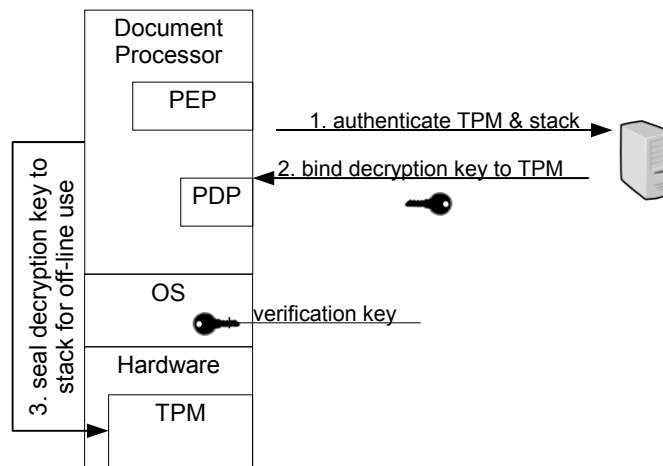 Document
Processor
PEP
1. authenticate TPM & stack
2. bind decryption key to TPM
PDP
OS
verification key
Hardware
TPM
3. seal decryption key to
stack for off-line use